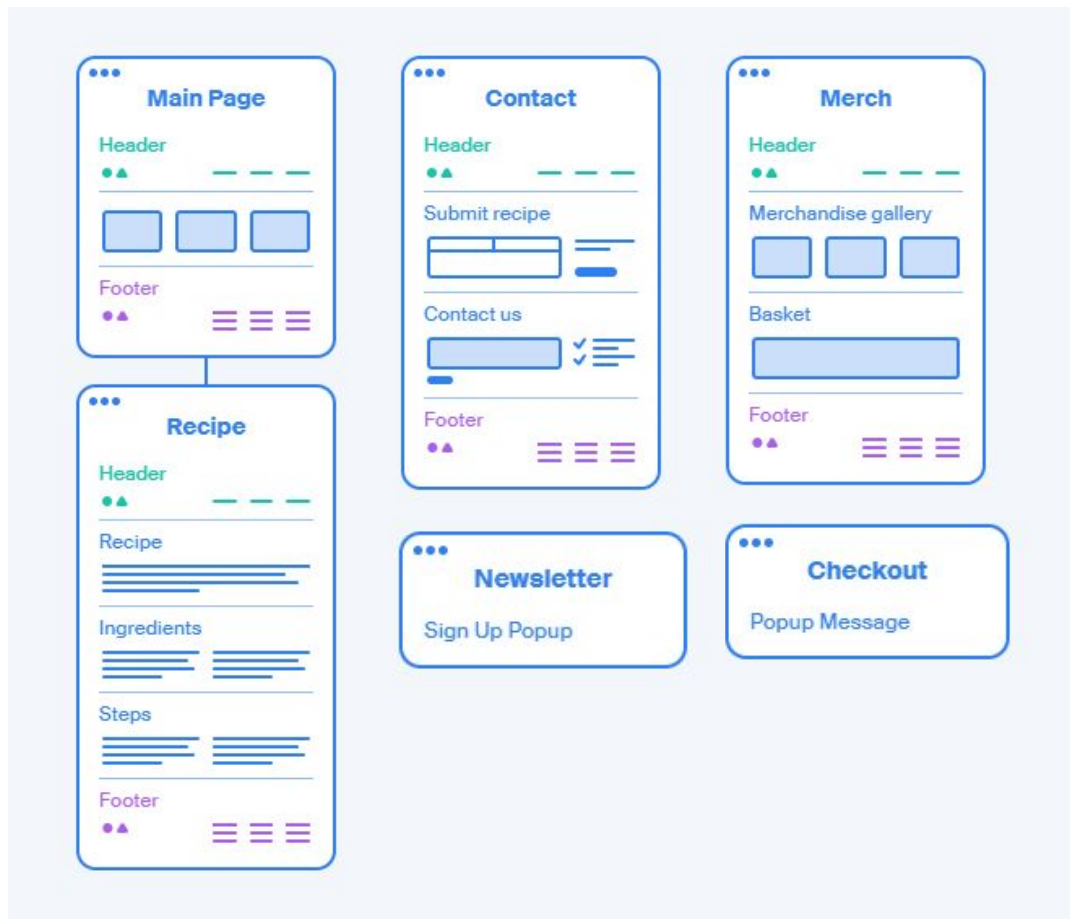 Main Page
Header
Footer
Recipe
Header
Recipe
Ingredients
Steps
Footer
Contact
Header
Submit recipe
Contact us
Footer
Newsletter
Sign Up Popup
Merch
Header
Merchandise gallery
Basket
Footer
Checkout
Popup Message